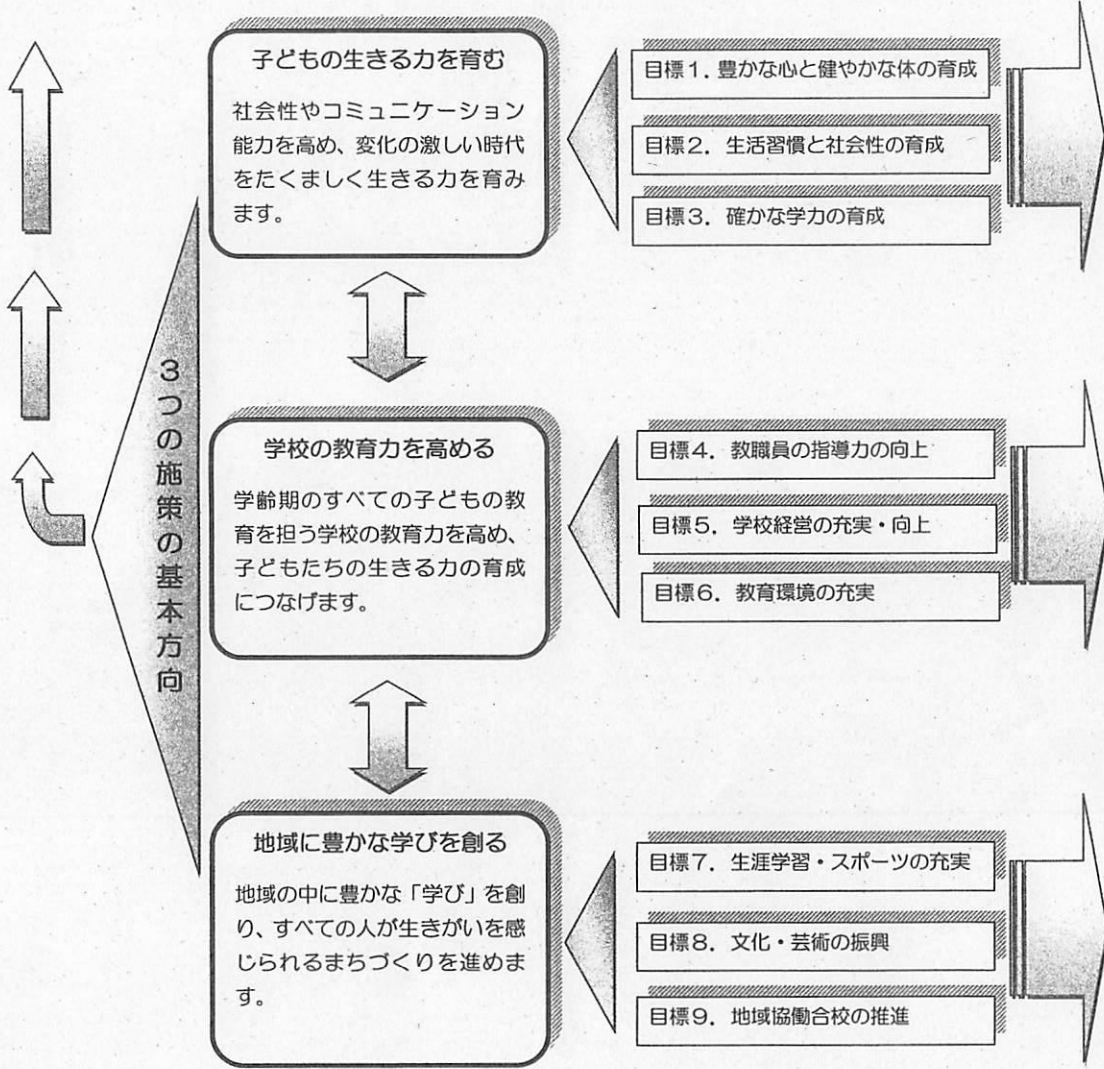 3つの施策の基本方向
子どもの生きる力を育む
社会性やコミュニケーション
能力を高め、変化の激しい時代
をたくましく生きる力を育み
ます。
目標1．豊かな心と健やかな体の育成
目標2．生活習慣と社会性の育成
目標3．確かな学力の育成
学校の教育力を高める
学齢期のすべての子どもの教
育を担う学校の教育力を高め、
子どもたちの生きる力の育成
につなげます。
目標4．教職員の指導力の向上
目標5．学校経営の充実・向上
目標6．教育環境の充実
地域に豊かな学びを創る
地域の中に豊かな「学び」を創
り、すべての人が生きがいを感
じられるまちづくりを進めま
す。
目標7．生涯学習・スポーツの充実
目標8．文化・芸術の振興
目標9．地域協働合校の推進